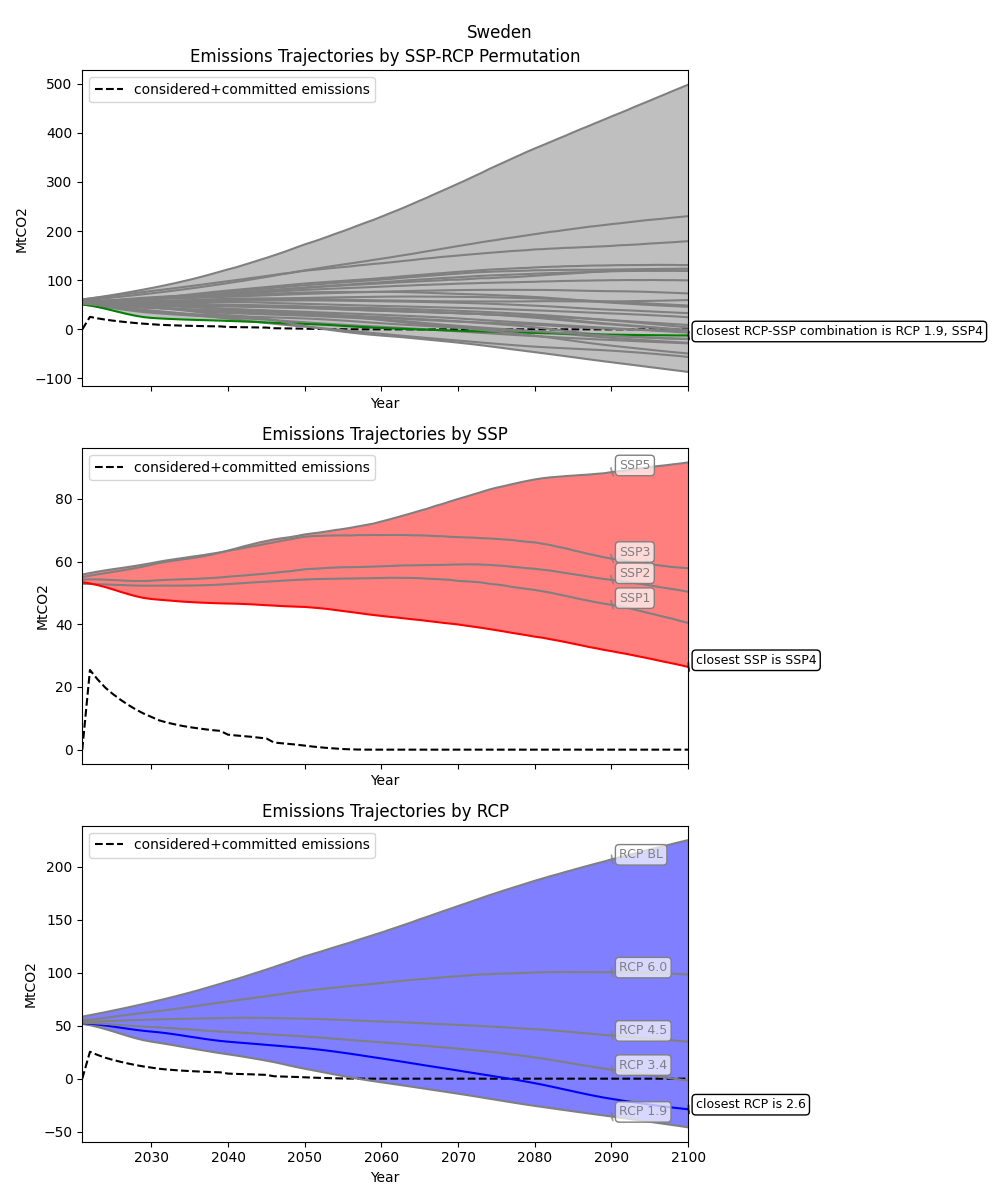 Sweden
Emissions Trajectories by SSP-RCP Permutation
considered+committed emissions
500
400
300
200
100
0
−100
MtCO2
Year
closest RCP-SSP combination is RCP 1.9, SSP4
Emissions Trajectories by SSP
considered+committed emissions
80
60
40
20
0
MtCO2
SSP5
SSP3
SSP2
SSP1
closest SSP is SSP4
Year
Emissions Trajectories by RCP
considered+committed emissions
200
150
100
50
0
−50
MtCO2
RCP BL
RCP 6.0
RCP 4.5
RCP 3.4
RCP 1.9
closest RCP is 2.6
2030 2040 2050 2060 2070 2080 2090 2100
Year